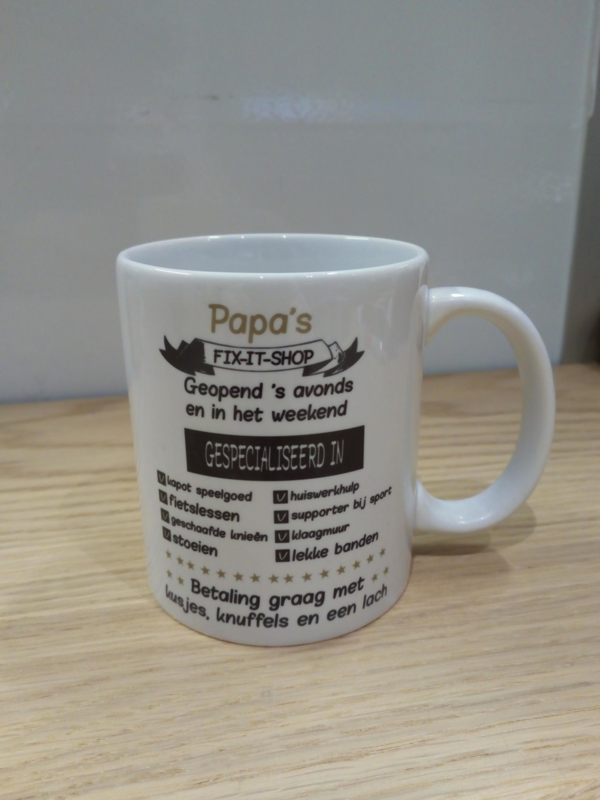 Papa's
FIX-IT-SHOP
Geopend 's avonds
en in het weekend
GESPECIALISEERD IN
kapot speelgoed
fietslessen
geschaafde knieën
stoeien
huiswerkhulp
supporter bij sport
klaagmuur
lekke banden
Betaling graag met
kusjes, knuffels en een lach